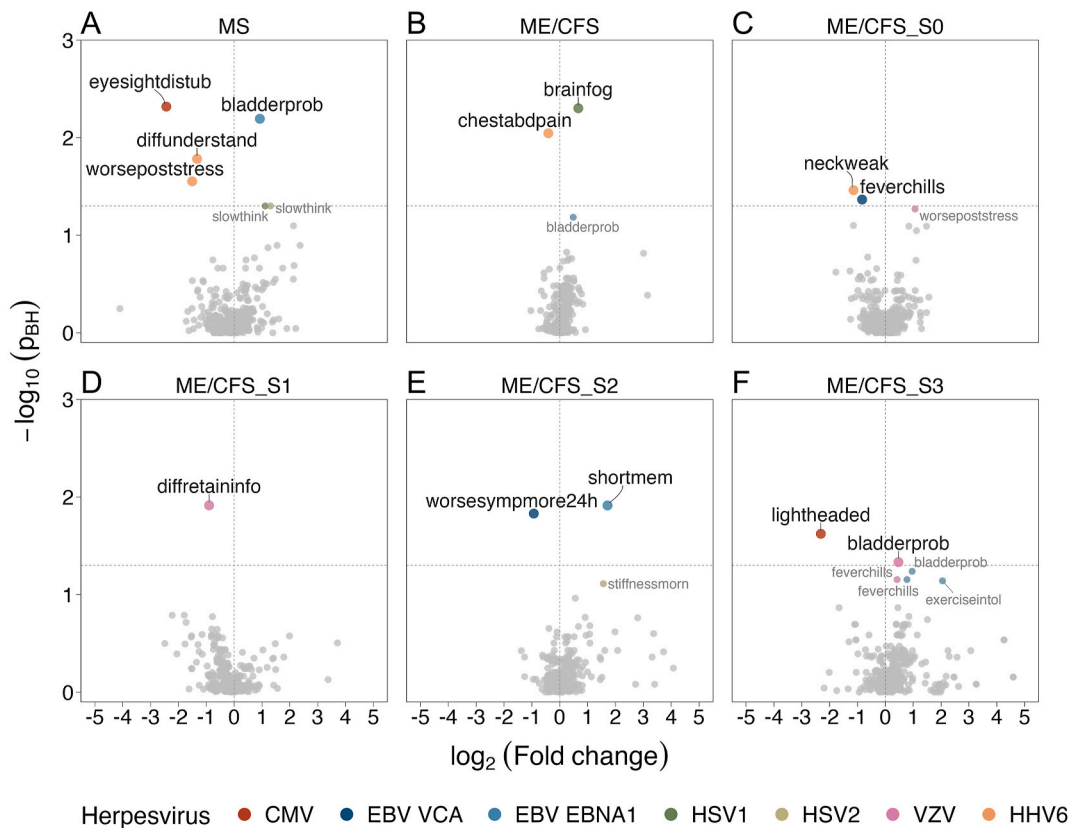 A
MS
B
ME/CFS
C
ME/CFS_S0
3
2
1
0
eyesightdistub
bladderprob
diffunderstand
worsepoststress
slowthink
slowthink
brainfog
chestabdpain
bladderprob
neckweak
feverchills
worsepoststress
D
ME/CFS_S1
E
ME/CFS_S2
F
ME/CFS_S3
3
2
1
0
diffretaininfo
shortmem
worsesympmore24h
stiffnessmorn
lightheaded
bladderprob
bladderprob
feverchills
feverchills
exerciseintol
-5 -4 -3 -2 -1 0 1 2 3 4 5
-5 -4 -3 -2 -1 0 1 2 3 4 5
-5 -4 -3 -2 -1 0 1 2 3 4 5
−log₁₀ (pBH)
log₂ (Fold change)
Herpesvirus CMV EBV VCA EBV EBNA1 HSV1 HSV2 VZV HHV6